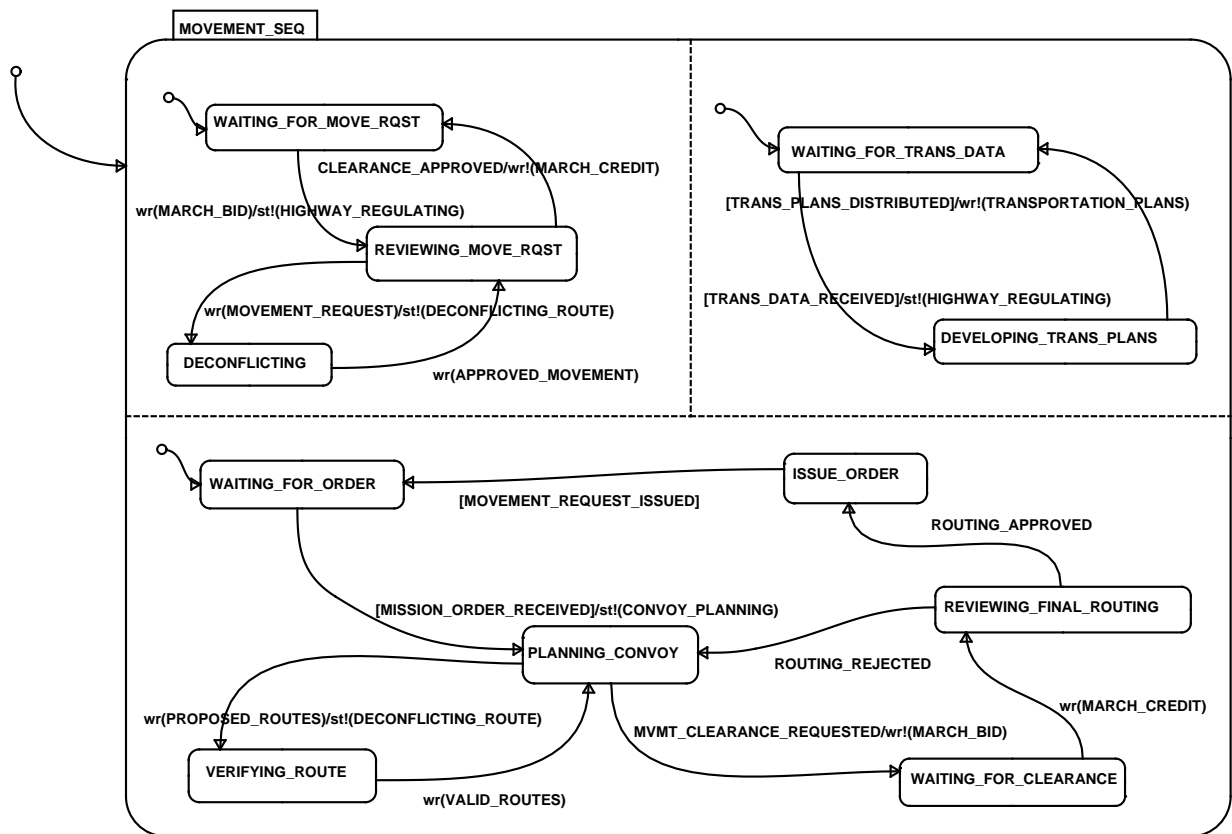 MOVEMENT_SEQ
WAITING_FOR_MOVE_RQST
CLEARANCE_APPROVED/wr!(MARCH_CREDIT)
wr(MARCH_BID)/st!(HIGHWAY_REGULATING)
REVIEWING_MOVE_RQST
wr(MOVEMENT_REQUEST)/st!(DECONFLICTING_ROUTE)
DECONFLICTING
wr(APPROVED_MOVEMENT)
WAITING_FOR_TRANS_DATA
[TRANS_PLANS_DISTRIBUTED]/wr!(TRANSPORTATION_PLANS)
[TRANS_DATA_RECEIVED]/st!(HIGHWAY_REGULATING)
DEVELOPING_TRANS_PLANS
WAITING_FOR_ORDER
ISSUE_ORDER
[MOVEMENT_REQUEST_ISSUED]
ROUTING_APPROVED
[MISSION_ORDER_RECEIVED]/st!(CONVOY_PLANNING)
REVIEWING_FINAL_ROUTING
PLANNING_CONVOY
ROUTING_REJECTED
wr(PROPOSED_ROUTES)/st!(DECONFLICTING_ROUTE)
wr(MARCH_CREDIT)
MVMT_CLEARANCE_REQUESTED/wr!(MARCH_BID)
VERIFYING_ROUTE
WAITING_FOR_CLEARANCE
wr(VALID_ROUTES)